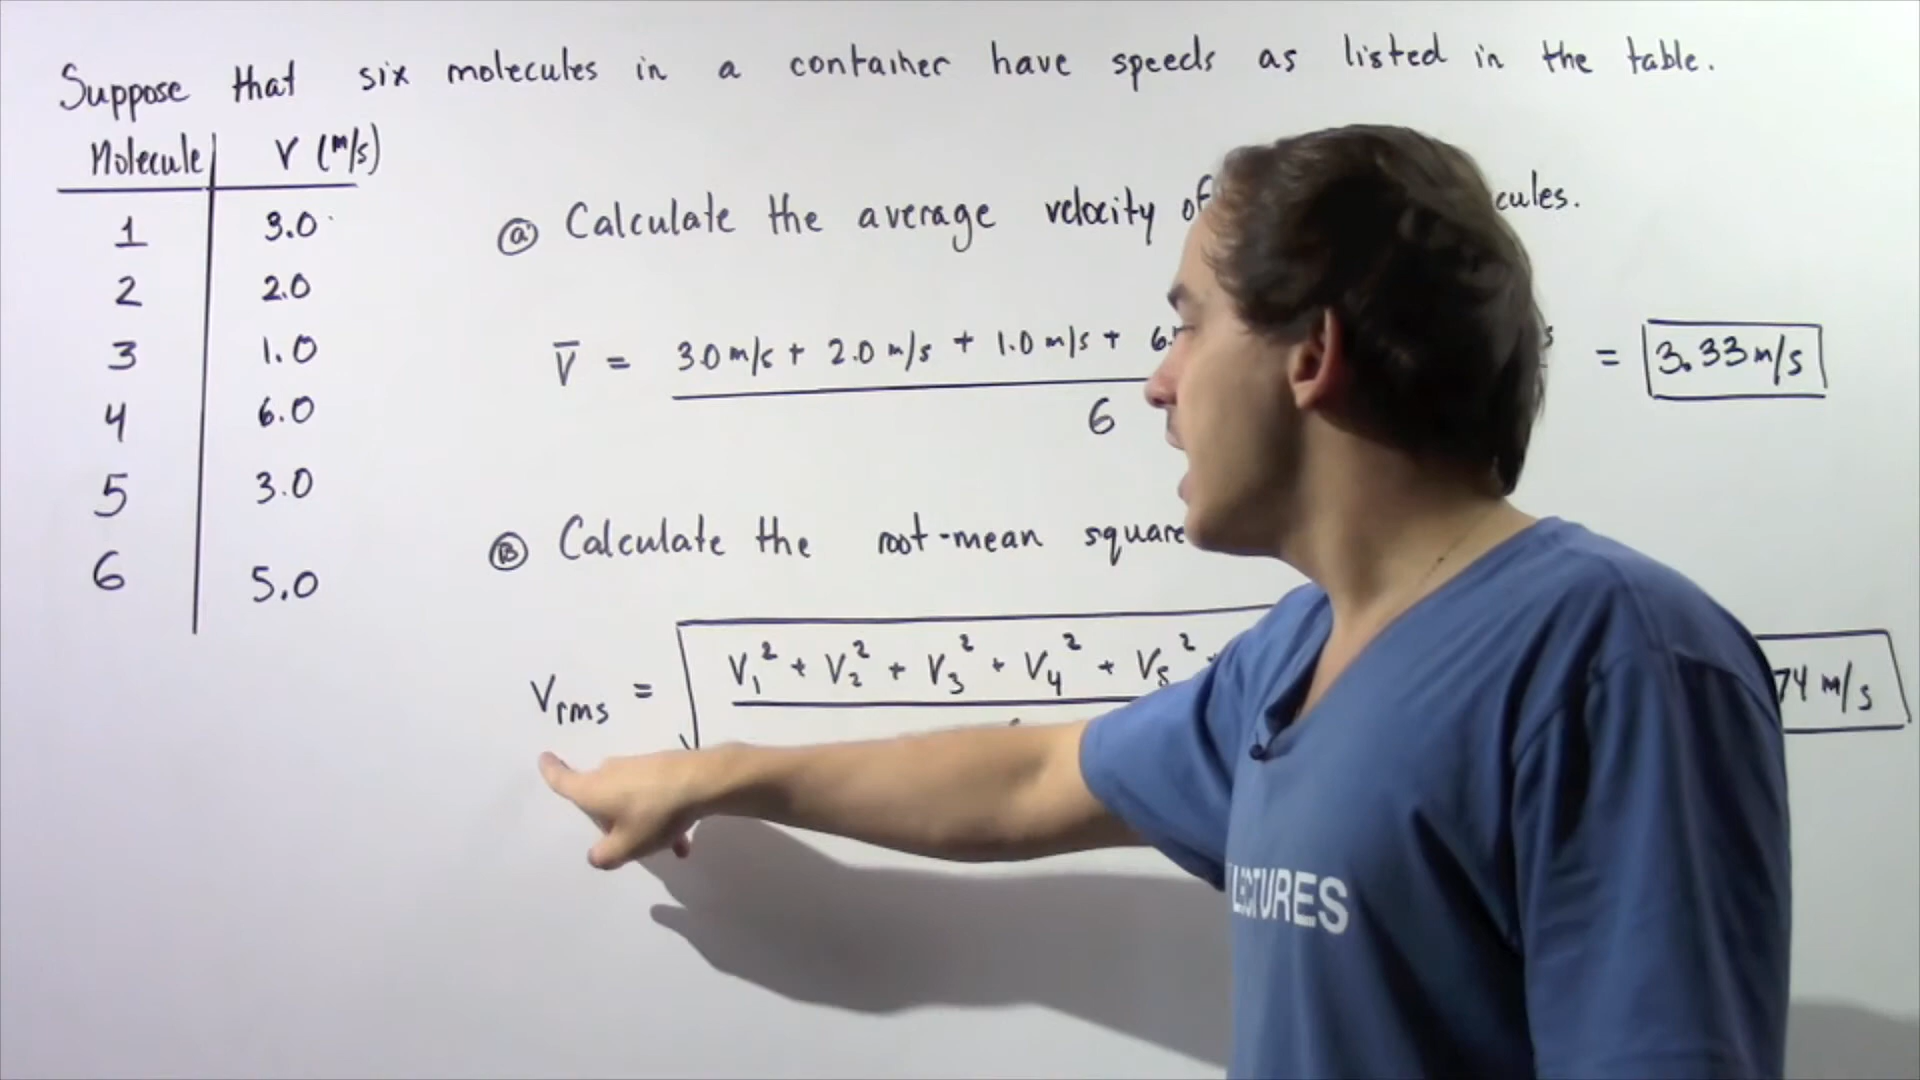 Suppose that six molecules in a container have speeds as listed in the table.
Molecule V (m/s)
1 3.0
2 2.0
3 1.0
4 6.0
5 3.0
6 5.0
(a) Calculate the average velocity of cules.
V̅ = 3.0 m/s + 2.0 m/s + 1.0 m/s + 6. s = 3.33 m/s
6
(B) Calculate the root-mean square
Vrms = √ V₁² + V₂² + V₃² + V₄² + V₅² 74 m/s
LECTURES